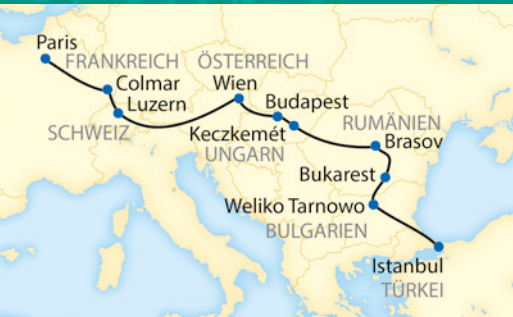 Paris
FRANKREICH
ÖSTERREICH
Colmar
Wien
Luzern
Budapest
SCHWEIZ
Keczkemét
RUMÄNIEN
UNGARN
Brasov
Bukarest
Weliko Tarnowo
BULGARIEN
Istanbul
TÜRKEI